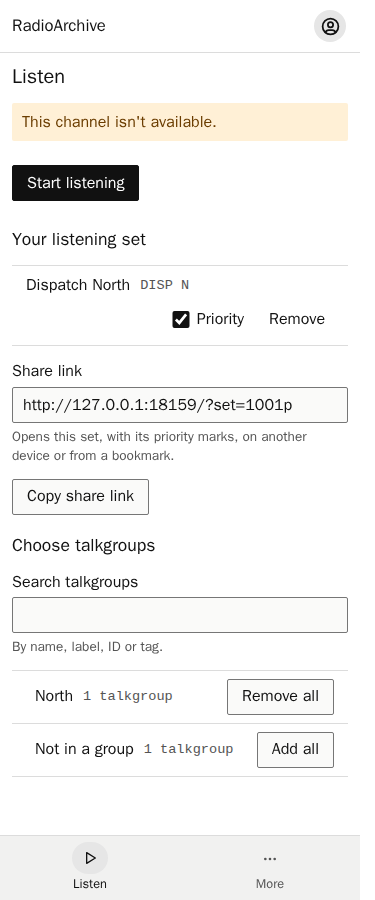 RadioArchive
Listen
This channel isn't available.
Start listening
Your listening set
Dispatch North DISP N
Priority Remove
Share link
http://127.0.0.1:18159/?set=1001p
Opens this set, with its priority marks, on another
device or from a bookmark.
Copy share link
Choose talkgroups
Search talkgroups
By name, label, ID or tag.
North 1 talkgroup Remove all
Not in a group 1 talkgroup Add all
Listen More